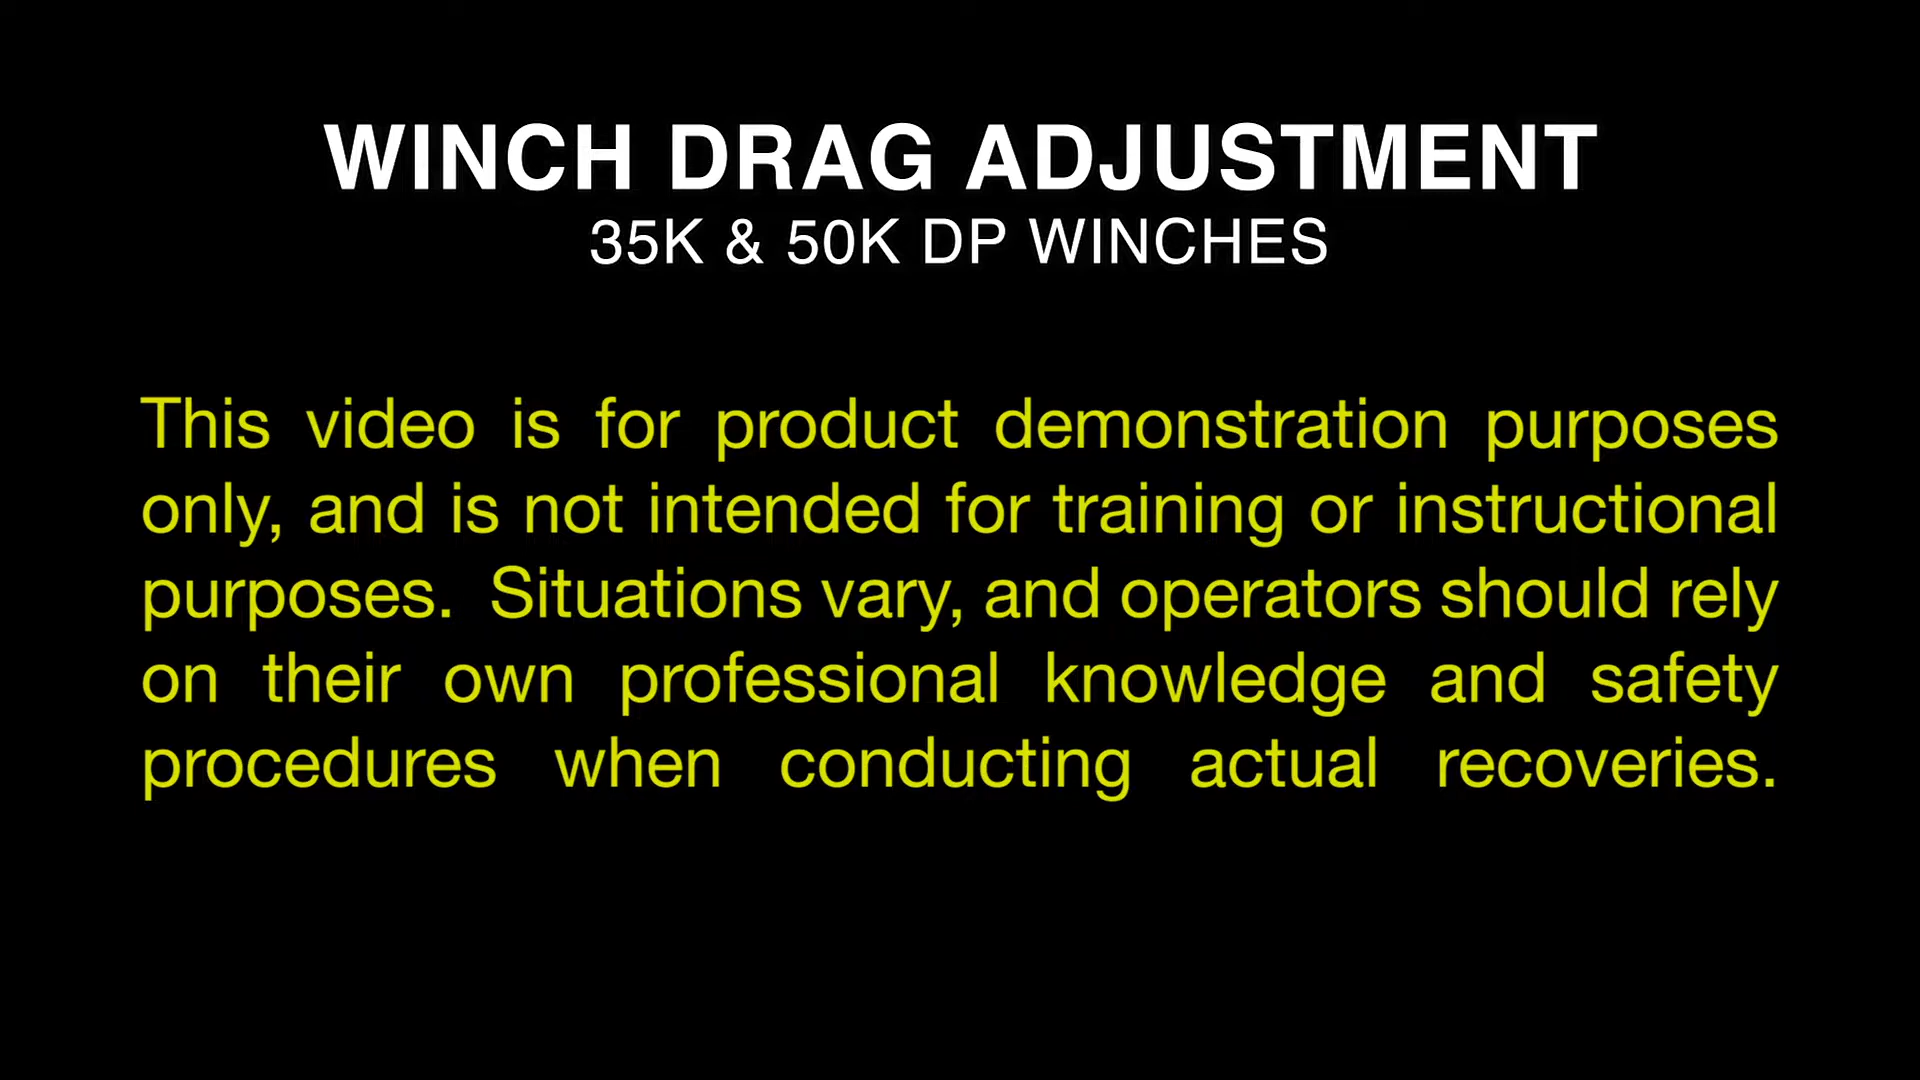 WINCH DRAG ADJUSTMENT
35K & 50K DP WINCHES
This video is for product demonstration purposes
only, and is not intended for training or instructional
purposes.  Situations vary, and operators should rely
on their own professional knowledge and safety
procedures when conducting actual recoveries.